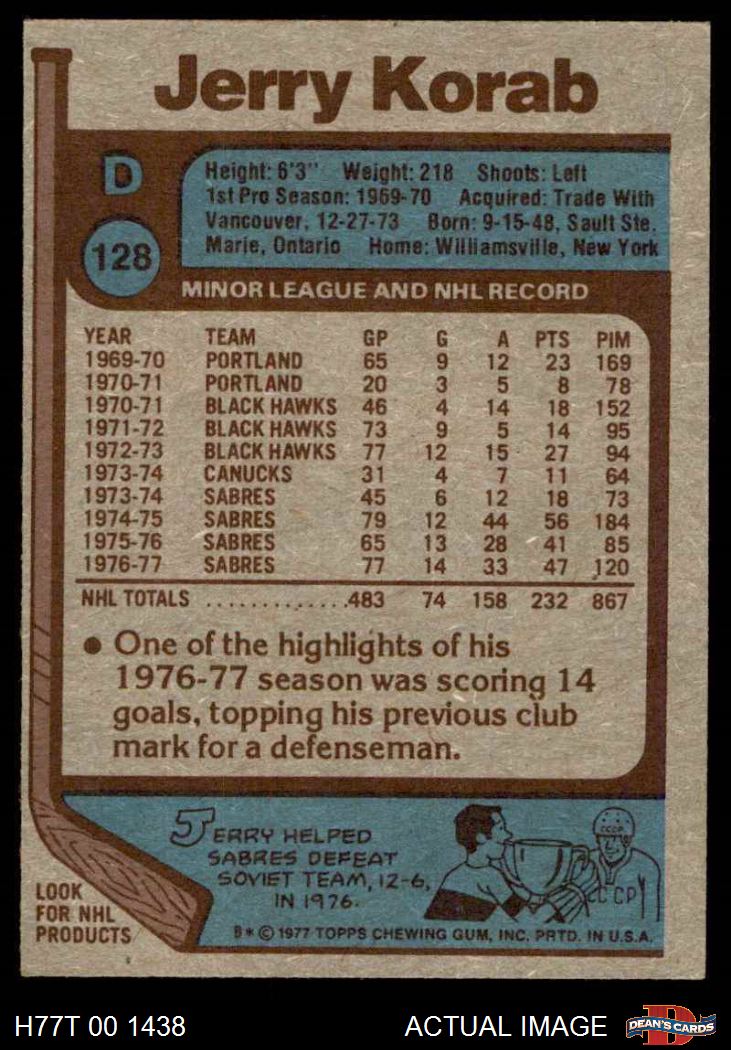 Jerry Korab
D
128
Height: 6'3" Weight: 218 Shoots: Left
1st Pro Season: 1969-70 Acquired: Trade With
Vancouver, 12-27-73 Born: 9-15-48, Sault Ste.
Marie, Ontario Home: Williamsville, New York
MINOR LEAGUE AND NHL RECORD
YEAR TEAM GP G A PTS PIM
1969-70 PORTLAND 65 9 12 23 169
1970-71 PORTLAND 20 3 5 8 78
1970-71 BLACK HAWKS 46 4 14 18 152
1971-72 BLACK HAWKS 73 9 5 14 95
1972-73 BLACK HAWKS 77 12 15 27 94
1973-74 CANUCKS 31 4 7 11 64
1973-74 SABRES 45 6 12 18 73
1974-75 SABRES 79 12 44 56 184
1975-76 SABRES 65 13 28 41 85
1976-77 SABRES 77 14 33 47 120
NHL TOTALS .............483 74 158 232 867
● One of the highlights of his
1976-77 season was scoring 14
goals, topping his previous club
mark for a defenseman.
JERRY HELPED
SABRES DEFEAT
SOVIET TEAM, 12-6,
IN 1976.
CCCP
CCCP
LOOK
FOR NHL
PRODUCTS
B* © 1977 TOPPS CHEWING GUM, INC. PRTD. IN U.S.A.
H77T 00 1438 ACTUAL IMAGE
D
DEAN'S CARDS